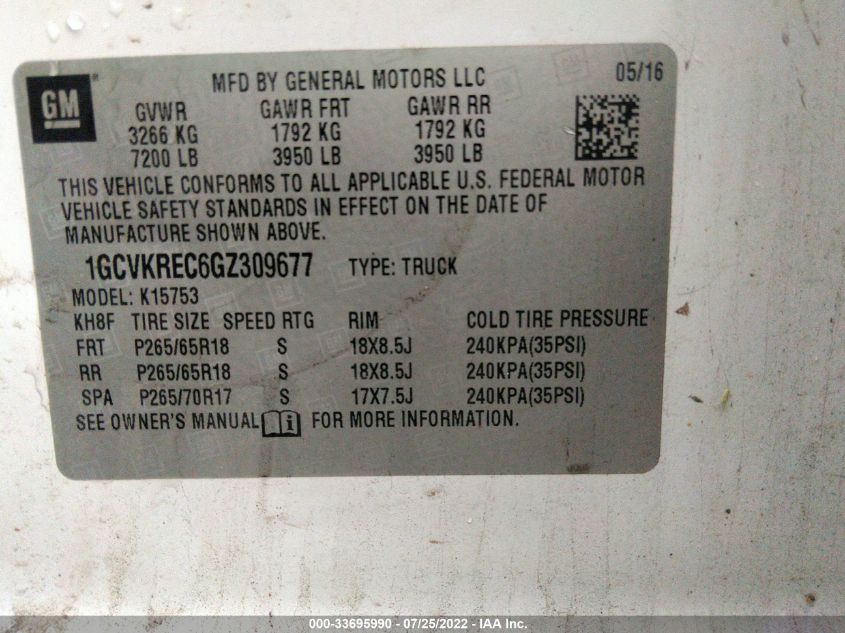 GM MFD BY GENERAL MOTORS LLC 05/16
GVWR GAWR FRT GAWR RR
3266 KG 1792 KG 1792 KG
7200 LB 3950 LB 3950 LB
THIS VEHICLE CONFORMS TO ALL APPLICABLE U.S. FEDERAL MOTOR
VEHICLE SAFETY STANDARDS IN EFFECT ON THE DATE OF
MANUFACTURE SHOWN ABOVE.
1GCVKREC6GZ309677 TYPE: TRUCK
MODEL: K15753
KH8F TIRE SIZE SPEED RTG RIM COLD TIRE PRESSURE
FRT P265/65R18 S 18X8.5J 240KPA(35PSI)
RR P265/65R18 S 18X8.5J 240KPA(35PSI)
SPA P265/70R17 S 17X7.5J 240KPA(35PSI)
SEE OWNER'S MANUAL i FOR MORE INFORMATION.
000-33695990 - 07/25/2022 - IAA Inc.